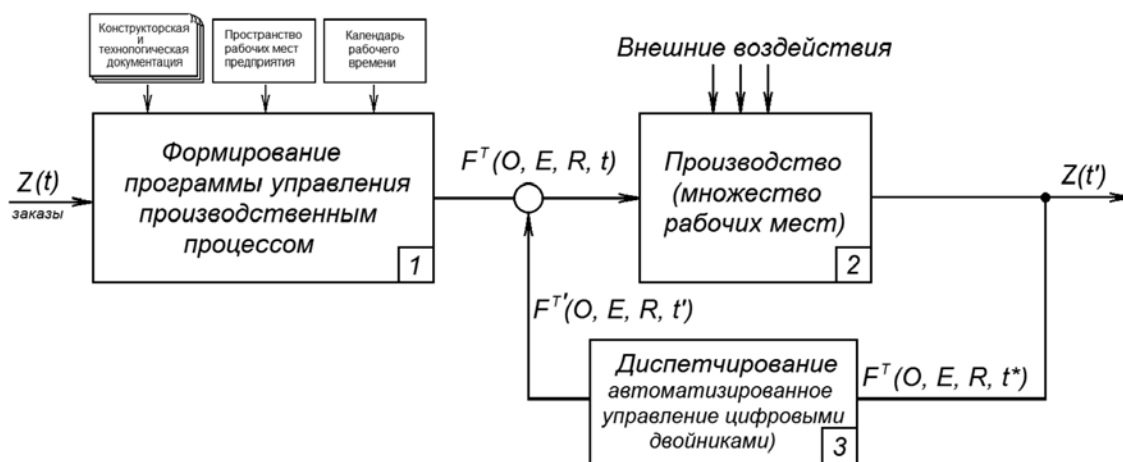 Конструкторская
и
технологическая
документация
Пространство
рабочих мест
предприятия
Календарь
рабочего
времени
Внешние воздействия
Z(t)
заказы
Формирование
программы управления
производственным
процессом
1
F^T(O, E, R, t)
Производство
(множество
рабочих мест)
2
Z(t')
F^T'(O, E, R, t')
Диспетчирование
автоматизированное
управление цифровыми
двойниками)
3
F^T(O, E, R, t*)